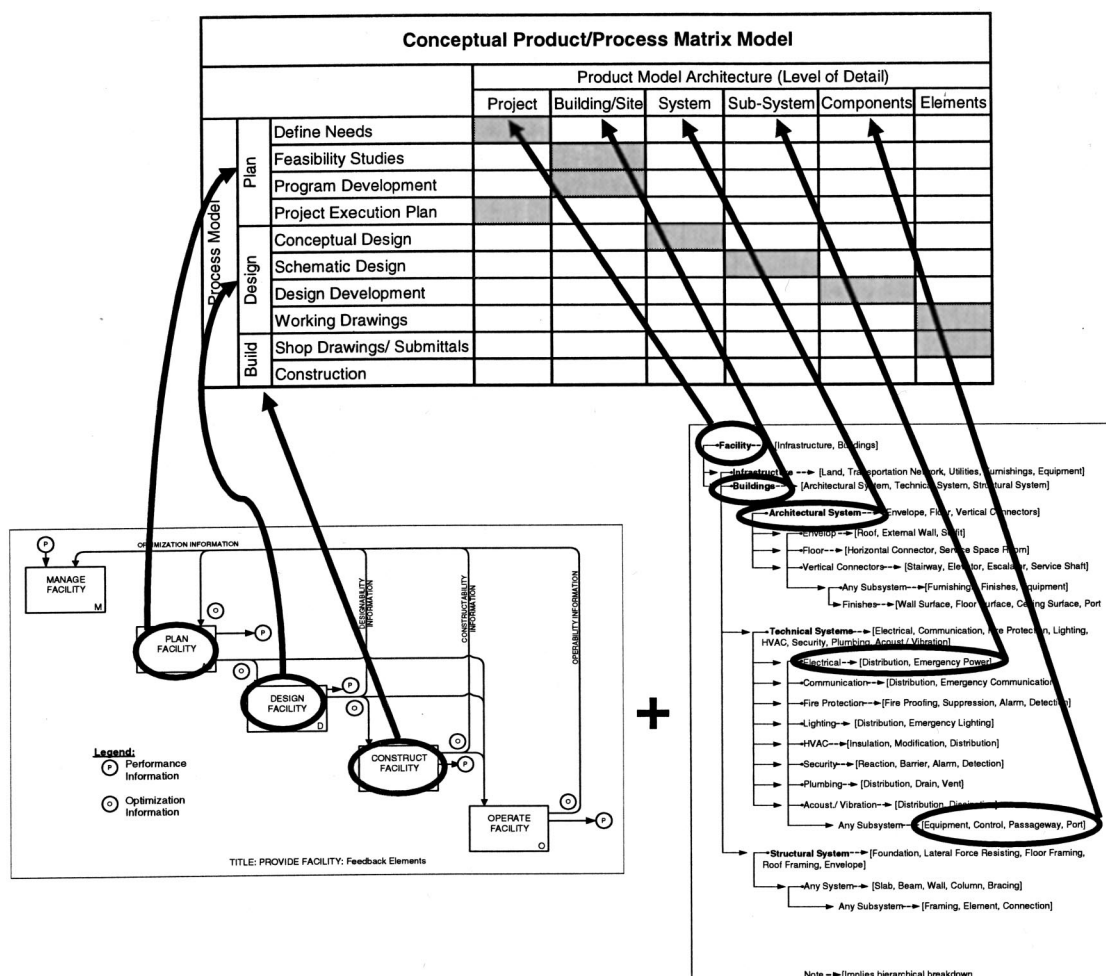 Conceptual Product/Process Matrix Model
Product Model Architecture (Level of Detail)
Project Building/Site System Sub-System Components Elements
Process Model
Plan
Define Needs
Feasibility Studies
Program Development
Project Execution Plan
Design
Conceptual Design
Schematic Design
Design Development
Working Drawings
Build
Shop Drawings/ Submittals
Construction
P
OPTIMIZATION INFORMATION
MANAGE
FACILITY
M
O
PLAN
FACILITY
P
DESIGNABILITY
INFORMATION
CONSTRUCTABILITY
INFORMATION
OPERABILITY INFORMATION
O
DESIGN
FACILITY
D
P
O
CONSTRUCT
FACILITY
O
P
OPERATE
FACILITY
O
O
P
Legend:
P Performance
Information
O Optimization
Information
TITLE: PROVIDE FACILITY: Feedback Elements
+
Facility [Infrastructure, Buildings]
Infrastructure [Land, Transportation Network, Utilities, Furnishings, Equipment]
Buildings [Architectural System, Technical System, Structural System]
Architectural System [Envelope, Floor, Vertical Connectors]
Envelop [Roof, External Wall, Soffit]
Floor [Horizontal Connector, Service Space Room]
Vertical Connectors [Stairway, Elevator, Escalator, Service Shaft]
Any Subsystem [Furnishings, Finishes, Equipment]
Finishes [Wall Surface, Floor Surface, Ceiling Surface, Port
Technical Systems [Electrical, Communication, Fire Protection, Lighting,
HVAC, Security, Plumbing, Acoust./ Vibration]
Electrical [Distribution, Emergency Power]
Communication [Distribution, Emergency Communication
Fire Protection [Fire Proofing, Suppression, Alarm, Detection]
Lighting [Distribution, Emergency Lighting]
HVAC [Insulation, Modification, Distribution]
Security [Reaction, Barrier, Alarm, Detection]
Plumbing [Distribution, Drain, Vent]
Acoust./ Vibration [Distribution, Dissipation]
Any Subsystem [Equipment, Control, Passageway, Port]
Structural System [Foundation, Lateral Force Resisting, Floor Framing,
Roof Framing, Envelope]
Any System [Slab, Beam, Wall, Column, Bracing]
Any Subsystem [Framing, Element, Connection]
Note [Implies hierarchical breakdown